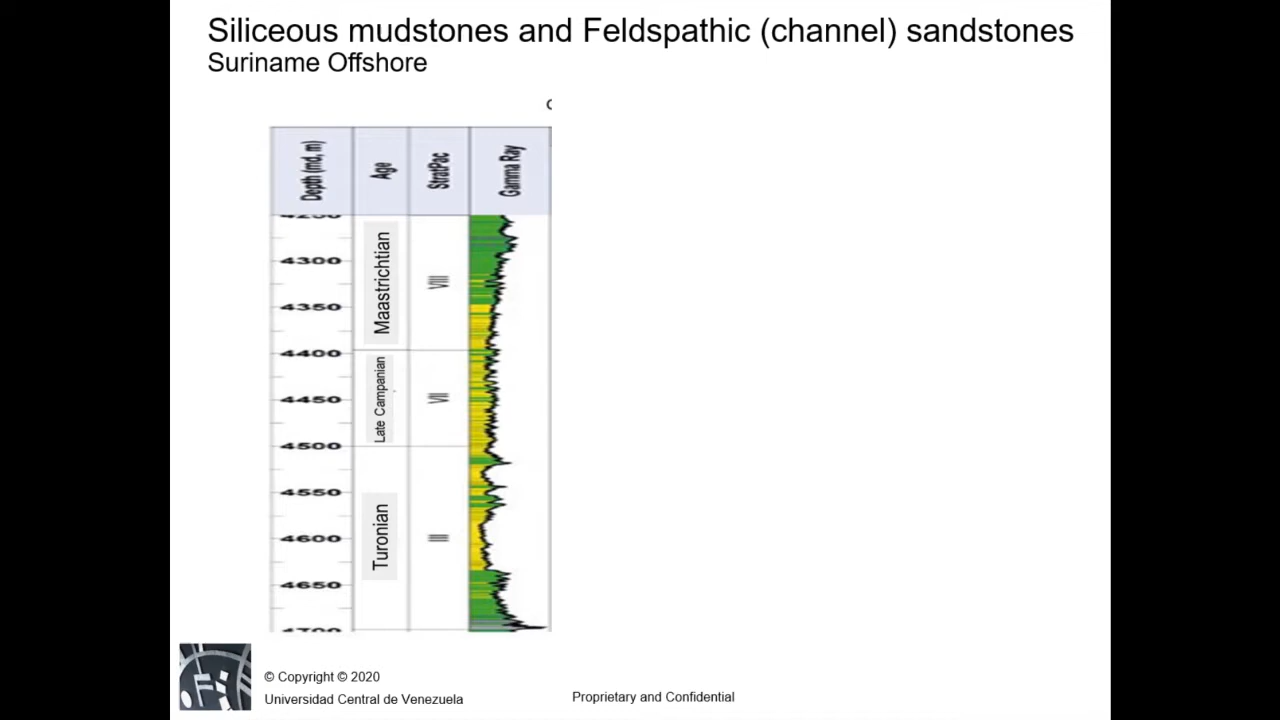 Siliceous mudstones and Feldspathic (channel) sandstones
Suriname Offshore
Depth (md, m)
Age
StratPac
Gamma Ray
4250
4300
4350
4400
4450
4500
4550
4600
4650
4700
Maastrichtian
Late Campanian
Turonian
VIII
VII
III
© Copyright © 2020
Universidad Central de Venezuela
Proprietary and Confidential